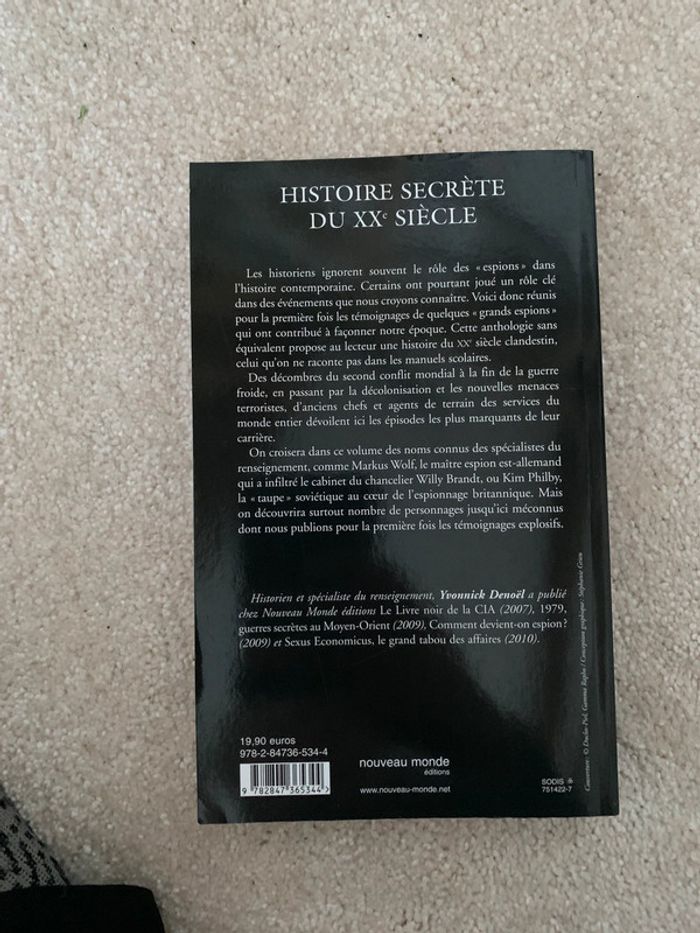 HISTOIRE SECRÈTE
DU XXe SIÈCLE
Les historiens ignorent souvent le rôle des « espions » dans
l'histoire contemporaine. Certains ont pourtant joué un rôle clé
dans des événements que nous croyons connaître. Voici donc réunis
pour la première fois les témoignages de quelques « grands espions »
qui ont contribué à façonner notre époque. Cette anthologie sans
équivalent propose au lecteur une histoire du XXe siècle clandestin,
celui qu'on ne raconte pas dans les manuels scolaires.
Des décombres du second conflit mondial à la fin de la guerre
froide, en passant par la décolonisation et les nouvelles menaces
terroristes, d'anciens chefs et agents de terrain des services du
monde entier dévoilent ici les épisodes les plus marquants de leur
carrière.
On croisera dans ce volume des noms connus des spécialistes du
renseignement, comme Markus Wolf, le maître espion est-allemand
qui a infiltré le cabinet du chancelier Willy Brandt, ou Kim Philby,
la « taupe » soviétique au cœur de l'espionnage britannique. Mais
on découvrira surtout nombre de personnages jusqu'ici méconnus
dont nous publions pour la première fois les témoignages explosifs.
Historien et spécialiste du renseignement, Yvonnick Denoël a publié
chez Nouveau Monde éditions Le Livre noir de la CIA (2007), 1979,
guerres secrètes au Moyen-Orient (2009), Comment devient-on espion ?
(2009) et Sexus Economicus, le grand tabou des affaires (2010).
19,90 euros
978-2-84736-534-4
9 782847 365344
nouveau monde
éditions
www.nouveau-monde.net
SODIS
751422-7
Couverture : © Ducho-Piel, Gamma Rapho / Conception graphique : Stéphanie